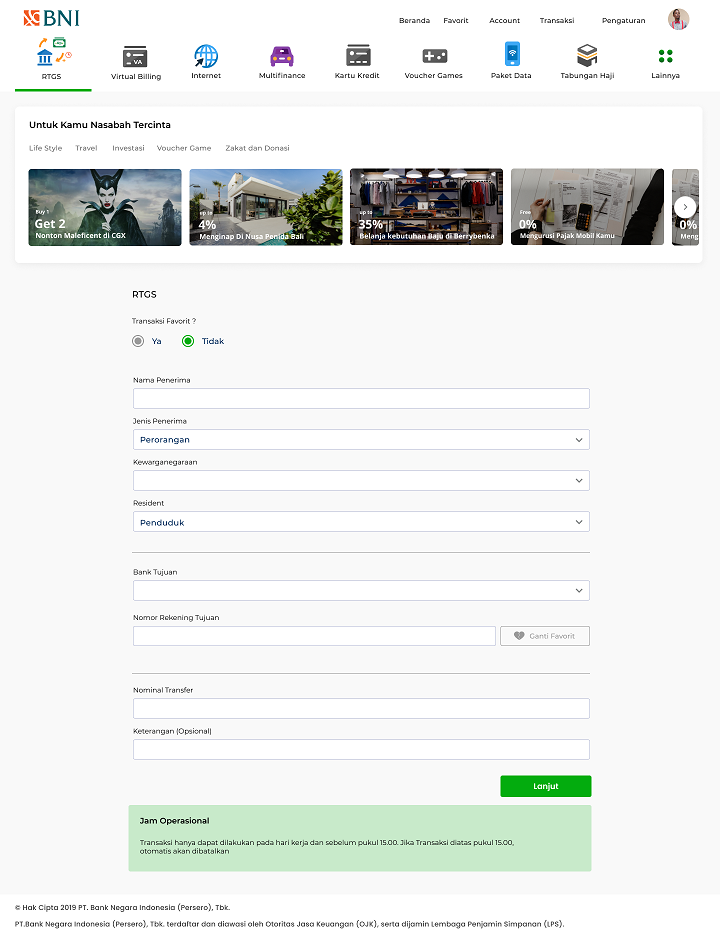 BNI
Beranda Favorit Account Transaksi Pengaturan
RTGS Virtual Billing Internet Multifinance Kartu Kredit Voucher Games Paket Data Tabungan Haji Lainnya
VA
Untuk Kamu Nasabah Tercinta
Life Style Travel Investasi Voucher Game Zakat dan Donasi
Buy 1
Get 2
Nonton Maleficent di CGX
up to
4%
Menginap Di Nusa Penida Bali
up to
35%
Belanja kebutuhan Baju di Berrybenka
Free
0%
Mengurusi Pajak Mobil Kamu
0%
Meng
RTGS
Transaksi Favorit ?
Ya Tidak
Nama Penerima
Jenis Penerima
Perorangan
Kewarganegaraan
Resident
Penduduk
Bank Tujuan
Nomor Rekening Tujuan
Ganti Favorit
Nominal Transfer
Keterangan (Opsional)
Lanjut
Jam Operasional
Transaksi hanya dapat dilakukan pada hari kerja dan sebelum pukul 15.00. Jika Transaksi diatas pukul 15.00,
otomatis akan dibatalkan
© Hak Cipta 2019 PT. Bank Negara Indonesia (Persero), Tbk.
PT.Bank Negara Indonesia (Persero), Tbk. terdaftar dan diawasi oleh Otoritas Jasa Keuangan (OJK), serta dijamin Lembaga Penjamin Simpanan (LPS).